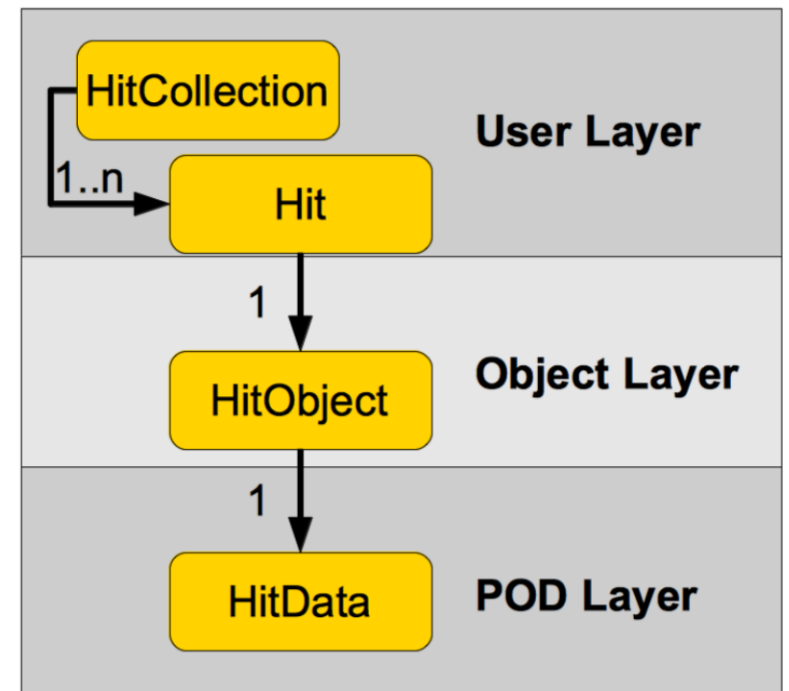 HitCollection
User Layer
1..n
Hit
1
Object Layer
HitObject
1
HitData
POD Layer